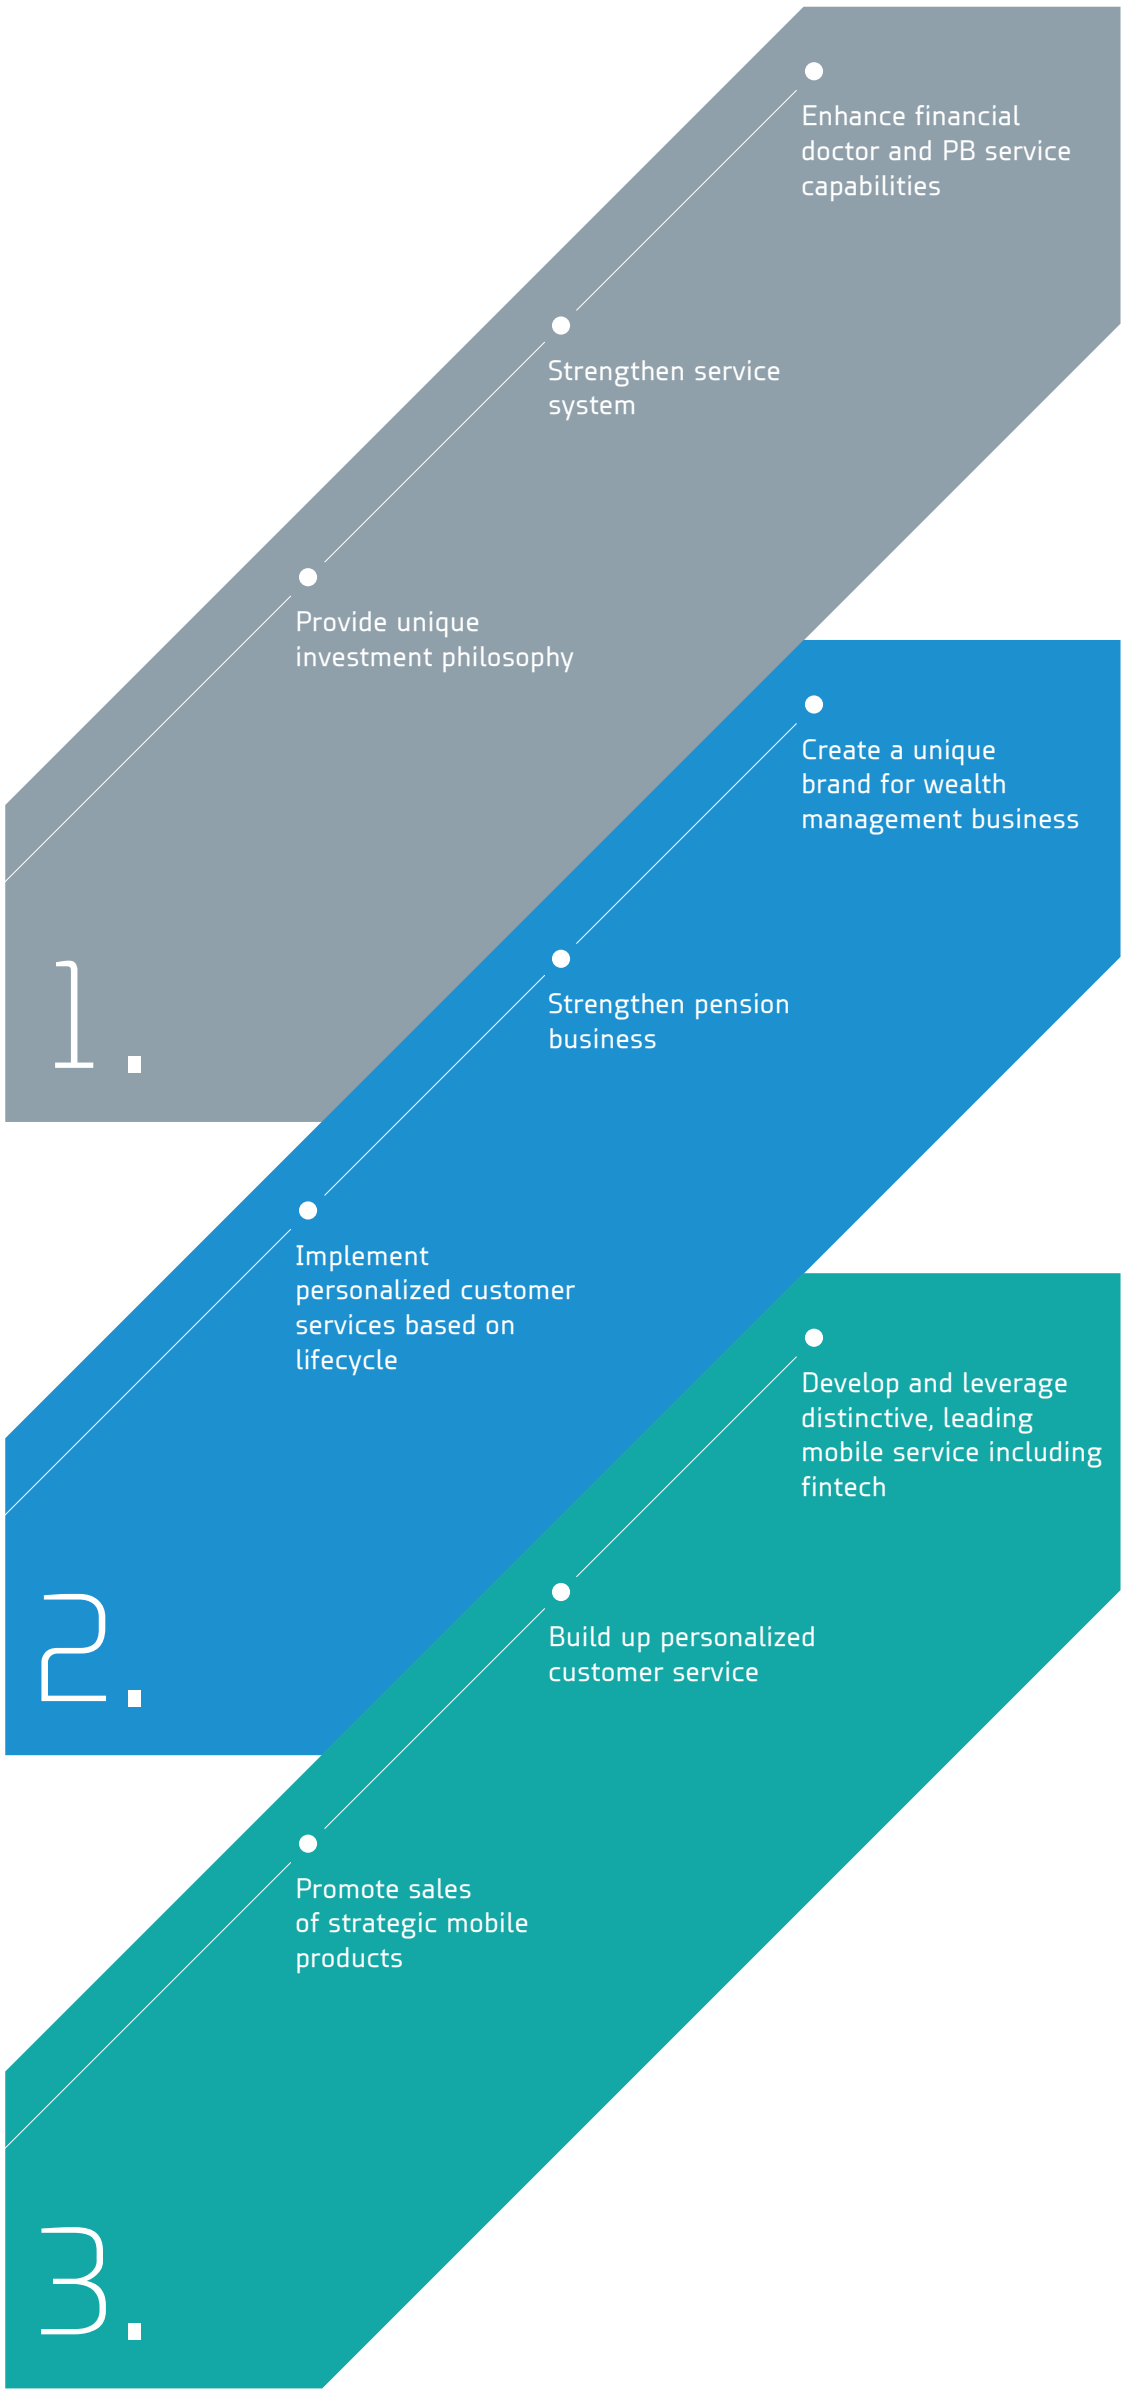 Enhance financial
doctor and PB service
capabilities
Strengthen service
system
Provide unique
investment philosophy
1.
Create a unique
brand for wealth
management business
Strengthen pension
business
Implement
personalized customer
services based on
lifecycle
2.
Develop and leverage
distinctive, leading
mobile service including
fintech
Build up personalized
customer service
Promote sales
of strategic mobile
products
3.